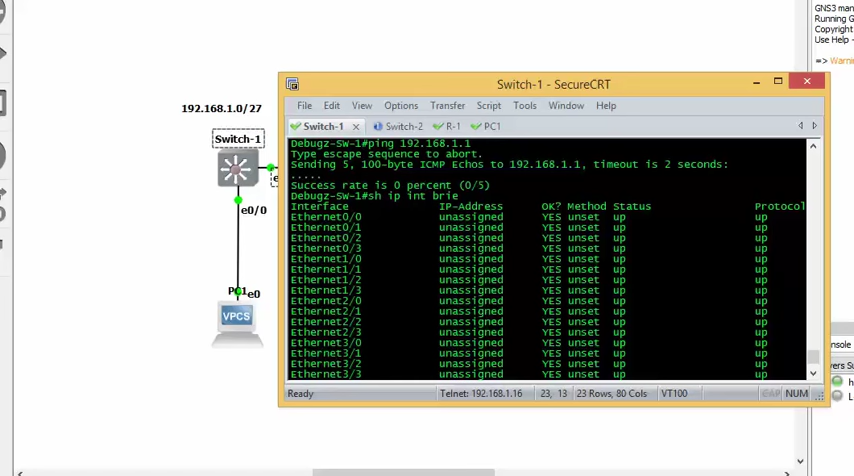 GNS3 man
Running G
Copyright
Use Help -
=> Warnin
192.168.1.0/27
Switch-1
e0/0
PC1
e0
VPCS
Switch-1 - SecureCRT
File Edit View Options Transfer Script Tools Window Help
Switch-1 Switch-2 R-1 PC1
Debugz-SW-1#ping 192.168.1.1
Type escape sequence to abort.
Sending 5, 100-byte ICMP Echos to 192.168.1.1, timeout is 2 seconds:
.....
Success rate is 0 percent (0/5)
Debugz-SW-1#sh ip int brie
Interface IP-Address OK? Method Status Protocol
Ethernet0/0 unassigned YES unset up up
Ethernet0/1 unassigned YES unset up up
Ethernet0/2 unassigned YES unset up up
Ethernet0/3 unassigned YES unset up up
Ethernet1/0 unassigned YES unset up up
Ethernet1/1 unassigned YES unset up up
Ethernet1/2 unassigned YES unset up up
Ethernet1/3 unassigned YES unset up up
Ethernet2/0 unassigned YES unset up up
Ethernet2/1 unassigned YES unset up up
Ethernet2/2 unassigned YES unset up up
Ethernet2/3 unassigned YES unset up up
Ethernet3/0 unassigned YES unset up up
Ethernet3/1 unassigned YES unset up up
Ethernet3/2 unassigned YES unset up up
Ethernet3/3 unassigned YES unset up up
Ready Telnet: 192.168.1.16 23, 13 23 Rows, 80 Cols VT100 CAP NUM
onsole
ervers Su
h
L